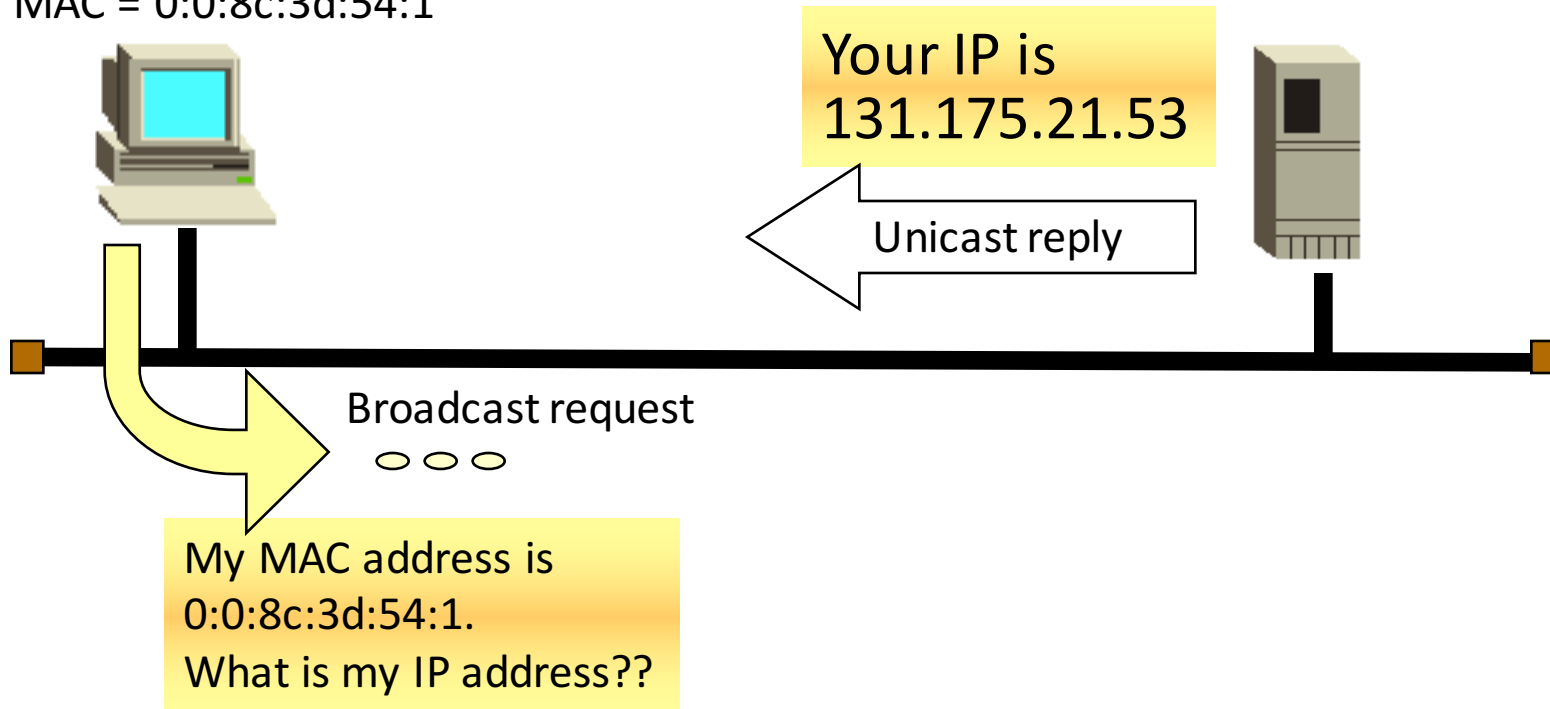 MAC = 0:0:8c:3d:54:1
Your IP is
131.175.21.53
Unicast reply
Broadcast request
My MAC address is
0:0:8c:3d:54:1.
What is my IP address??